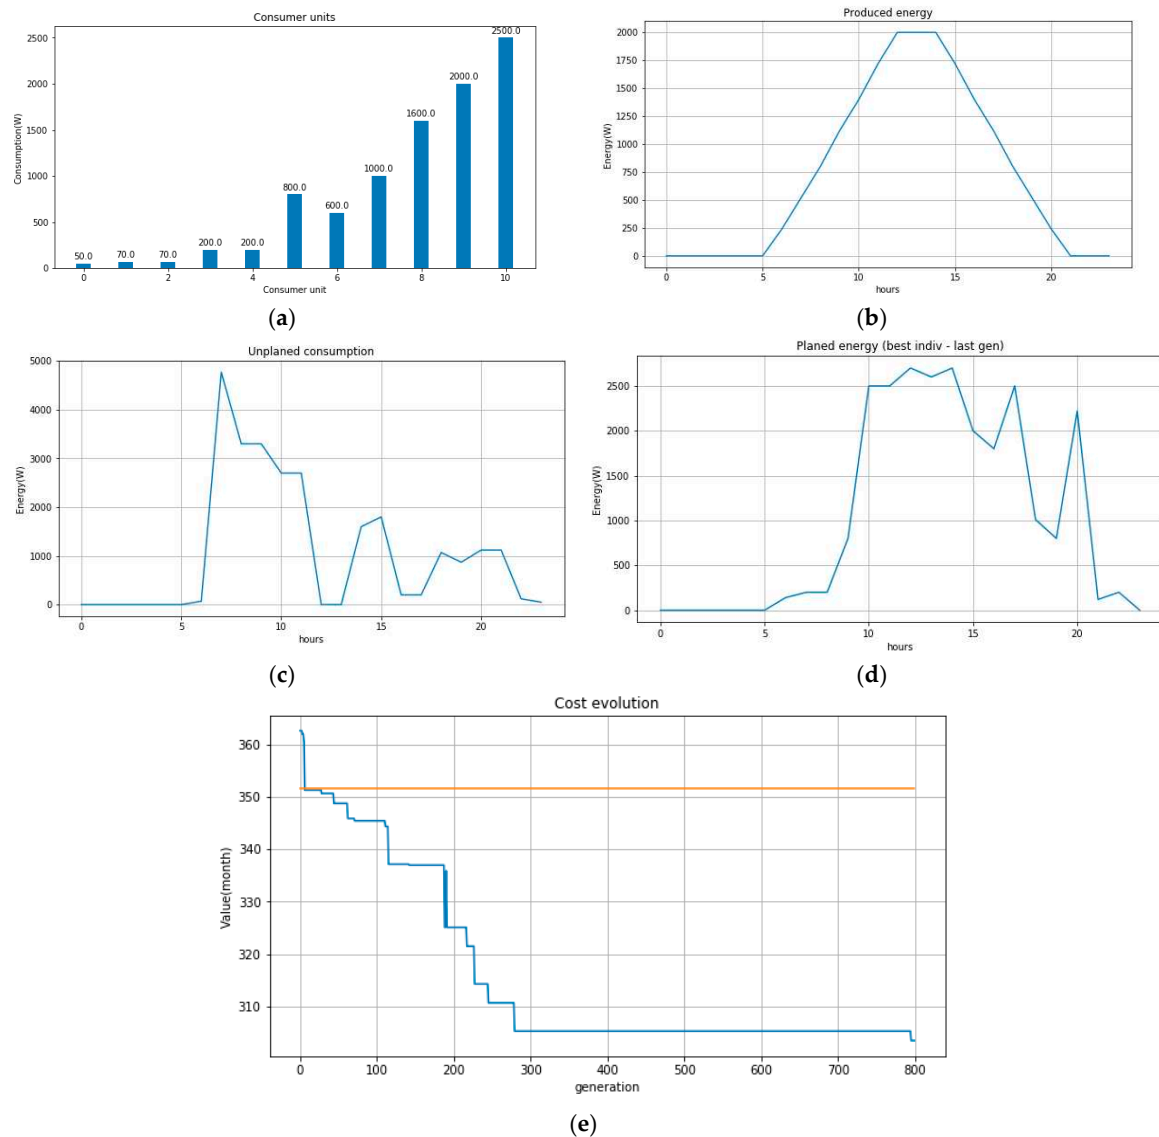 Consumer units
2500
2000
1500
1000
500
0
Consumption(W)
50.0
70.0
70.0
200.0
200.0
800.0
600.0
1000.0
1600.0
2000.0
2500.0
0 2 4 6 8 10
Consumer unit
(a)
Produced energy
2000
1750
1500
1250
1000
750
500
250
0
Energy(W)
0 5 10 15 20
hours
(b)
Unplaned consumption
5000
4000
3000
2000
1000
0
Energy(W)
0 5 10 15 20
hours
(c)
Planed energy (best indiv - last gen)
2500
2000
1500
1000
500
0
Energy(W)
0 5 10 15 20
hours
(d)
Cost evolution
360
350
340
330
320
310
Value(month)
0 100 200 300 400 500 600 700 800
generation
(e)